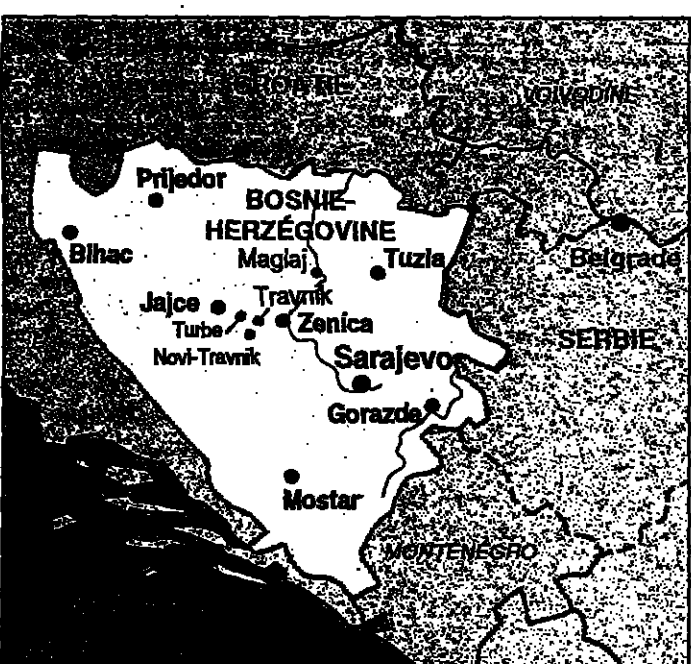 CROATIE
VOÏVODINE
Prijedor
BOSNIE-
HERZÉGOVINE
Bihac
Maglaj
Tuzla
Belgrade
Jajce
Travnik
Turbe
Zenica
Novi-Travnik
SERBIE
Sarajevo
Gorazde
Mostar
MONTÉNÉGRO